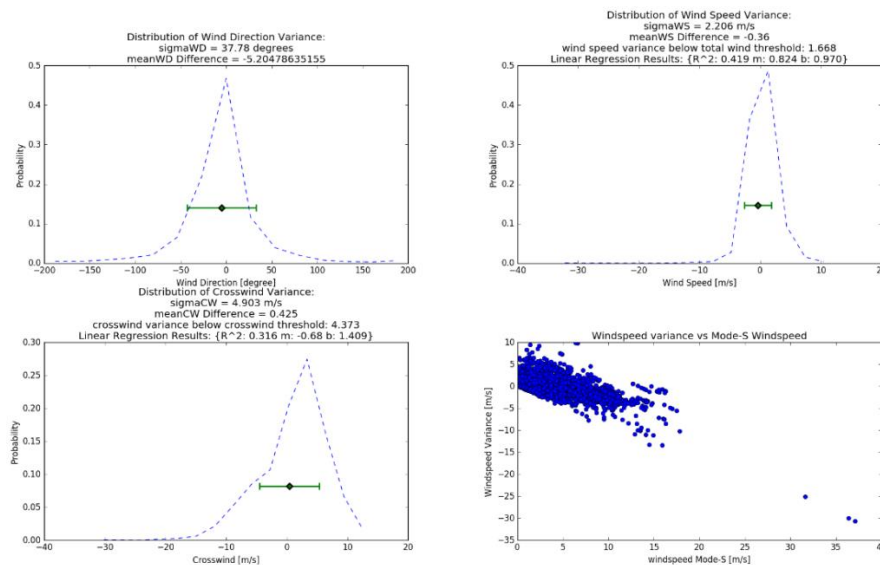 Distribution of Wind Direction Variance:
sigmaWD = 37.78 degrees
meanWD Difference = -5.20478635155
0.5
0.4
0.3
0.2
0.1
0.0
Probability
-200 -150 -100 -50 0 50 100 150 200
Wind Direction [degree]
Distribution of Wind Speed Variance:
sigmaWS = 2.206 m/s
meanWS Difference = -0.36
wind speed variance below total wind threshold: 1.668
Linear Regression Results: {R^2: 0.419 m: 0.824 b: 0.970}
0.5
0.4
0.3
0.2
0.1
0.0
Probability
-40 -30 -20 -10 0 10 20
Wind Speed [m/s]
Distribution of Crosswind Variance:
sigmaCW = 4.903 m/s
meanCW Difference = 0.425
crosswind variance below crosswind threshold: 4.373
Linear Regression Results: {R^2: 0.316 m: -0.68 b: 1.409}
0.30
0.25
0.20
0.15
0.10
0.05
0.00
Probability
-40 -30 -20 -10 0 10 20
Crosswind [m/s]
Windspeed variance vs Mode-S Windspeed
10
5
0
-5
-10
-15
-20
-25
-30
-35
Windspeed Variance [m/s]
0 5 10 15 20 25 30 35 40
windspeed Mode-S [m/s]